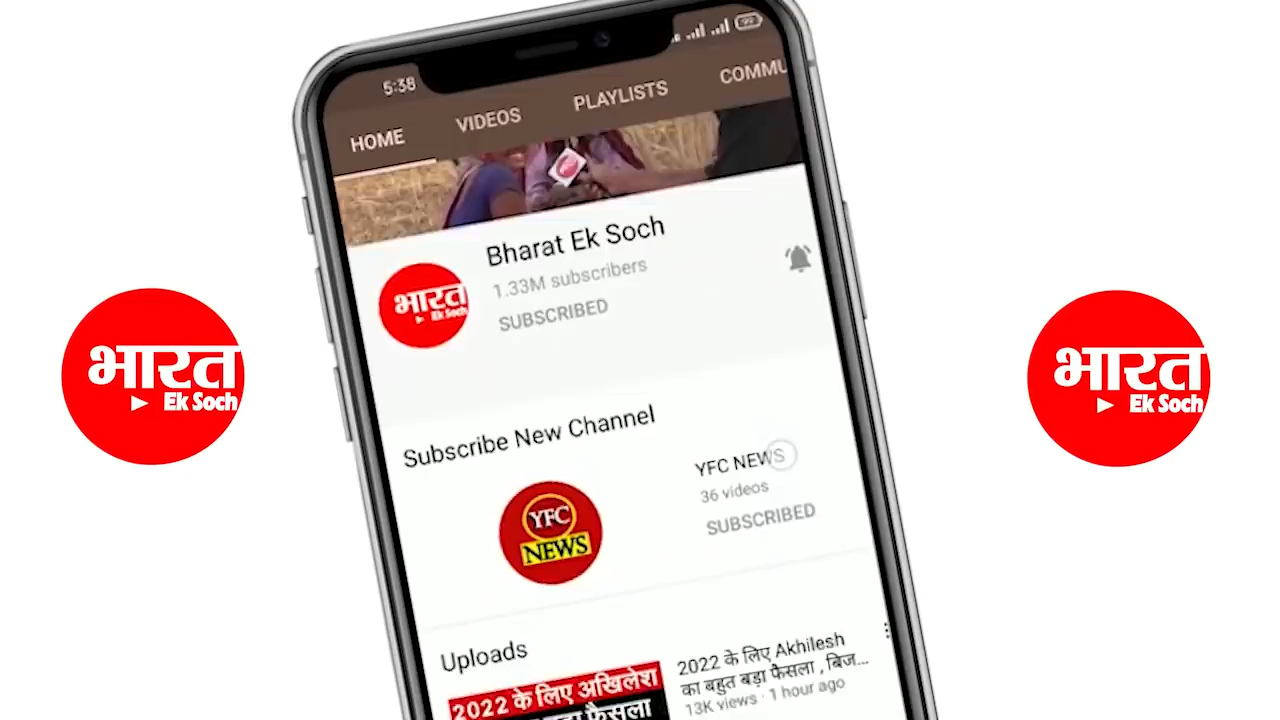 5:38
HOME
VIDEOS
PLAYLISTS
COMMU
Bharat Ek Soch
1.33M subscribers
SUBSCRIBED
भारत
Ek Soch
Subscribe New Channel
YFC
NEWS
YFC NEWS
36 videos
SUBSCRIBED
Uploads
2022 के लिए अखिलेश
2022 के लिए Akhilesh
का बहुत बड़ा फैसला , बिज...
13K views · 1 hour ago
भारत
Ek Soch
भारत
Ek Soch